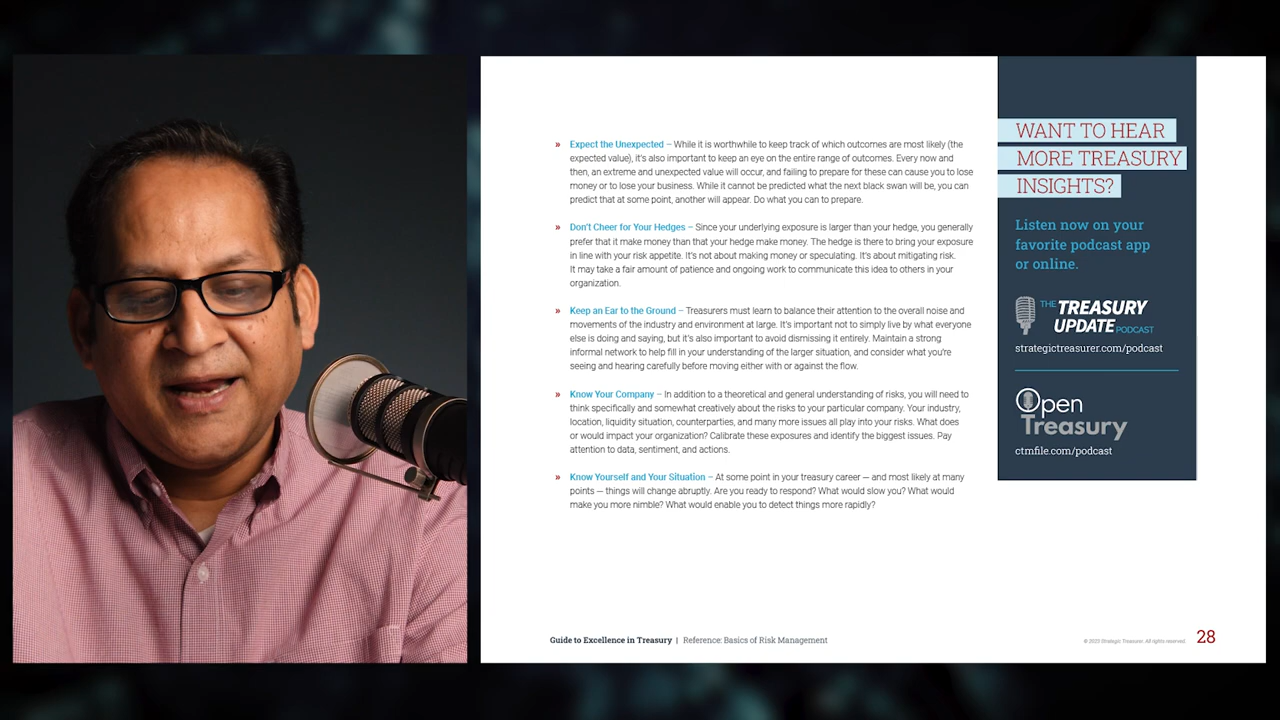 » Expect the Unexpected – While it is worthwhile to keep track of which outcomes are most likely (the
expected value), it's also important to keep an eye on the entire range of outcomes. Every now and
then, an extreme and unexpected value will occur, and failing to prepare for these can cause you to lose
money or to lose your business. While it cannot be predicted what the next black swan will be, you can
predict that at some point, another will appear. Do what you can to prepare.
» Don't Cheer for Your Hedges – Since your underlying exposure is larger than your hedge, you generally
prefer that it make money than that your hedge make money. The hedge is there to bring your exposure
in line with your risk appetite. It's not about making money or speculating. It's about mitigating risk.
It may take a fair amount of patience and ongoing work to communicate this idea to others in your
organization.
» Keep an Ear to the Ground – Treasurers must learn to balance their attention to the overall noise and
movements of the industry and environment at large. It's important not to simply live by what everyone
else is doing and saying, but it's also important to avoid dismissing it entirely. Maintain a strong
informal network to help fill in your understanding of the larger situation, and consider what you're
seeing and hearing carefully before moving either with or against the flow.
» Know Your Company – In addition to a theoretical and general understanding of risks, you will need to
think specifically and somewhat creatively about the risks to your particular company. Your industry,
location, liquidity situation, counterparties, and many more issues all play into your risks. What does
or would impact your organization? Calibrate these exposures and identify the biggest issues. Pay
attention to data, sentiment, and actions.
» Know Yourself and Your Situation – At some point in your treasury career — and most likely at many
points — things will change abruptly. Are you ready to respond? What would slow you? What would
make you more nimble? What would enable you to detect things more rapidly?
WANT TO HEAR
MORE TREASURY
INSIGHTS?
Listen now on your
favorite podcast app
or online.
THE TREASURY
UPDATE PODCAST
strategictreasurer.com/podcast
Open
Treasury
ctmfile.com/podcast
Guide to Excellence in Treasury | Reference: Basics of Risk Management
© 2023 Strategic Treasurer. All rights reserved. 28